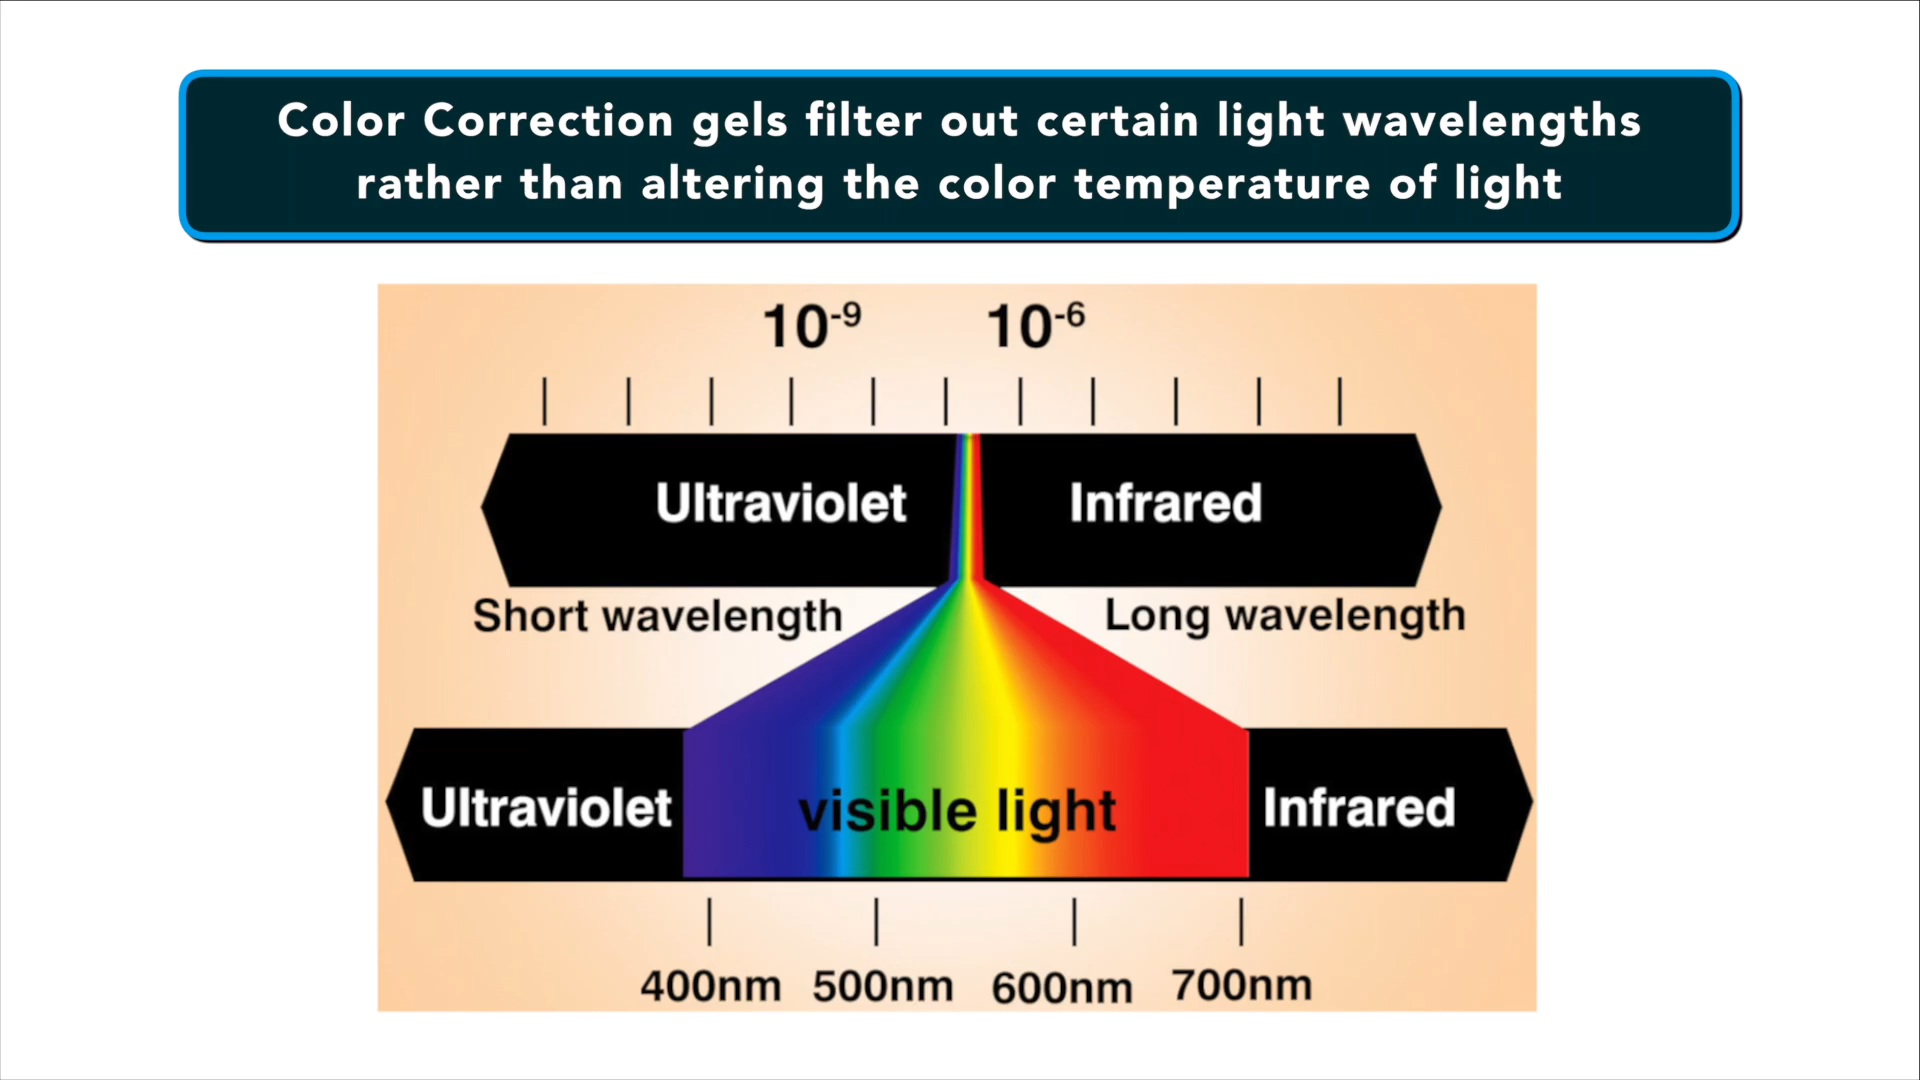 Color Correction gels filter out certain light wavelengths
rather than altering the color temperature of light
10⁻⁹ 10⁻⁶
Ultraviolet Infrared
Short wavelength Long wavelength
Ultraviolet visible light Infrared
400nm 500nm 600nm 700nm